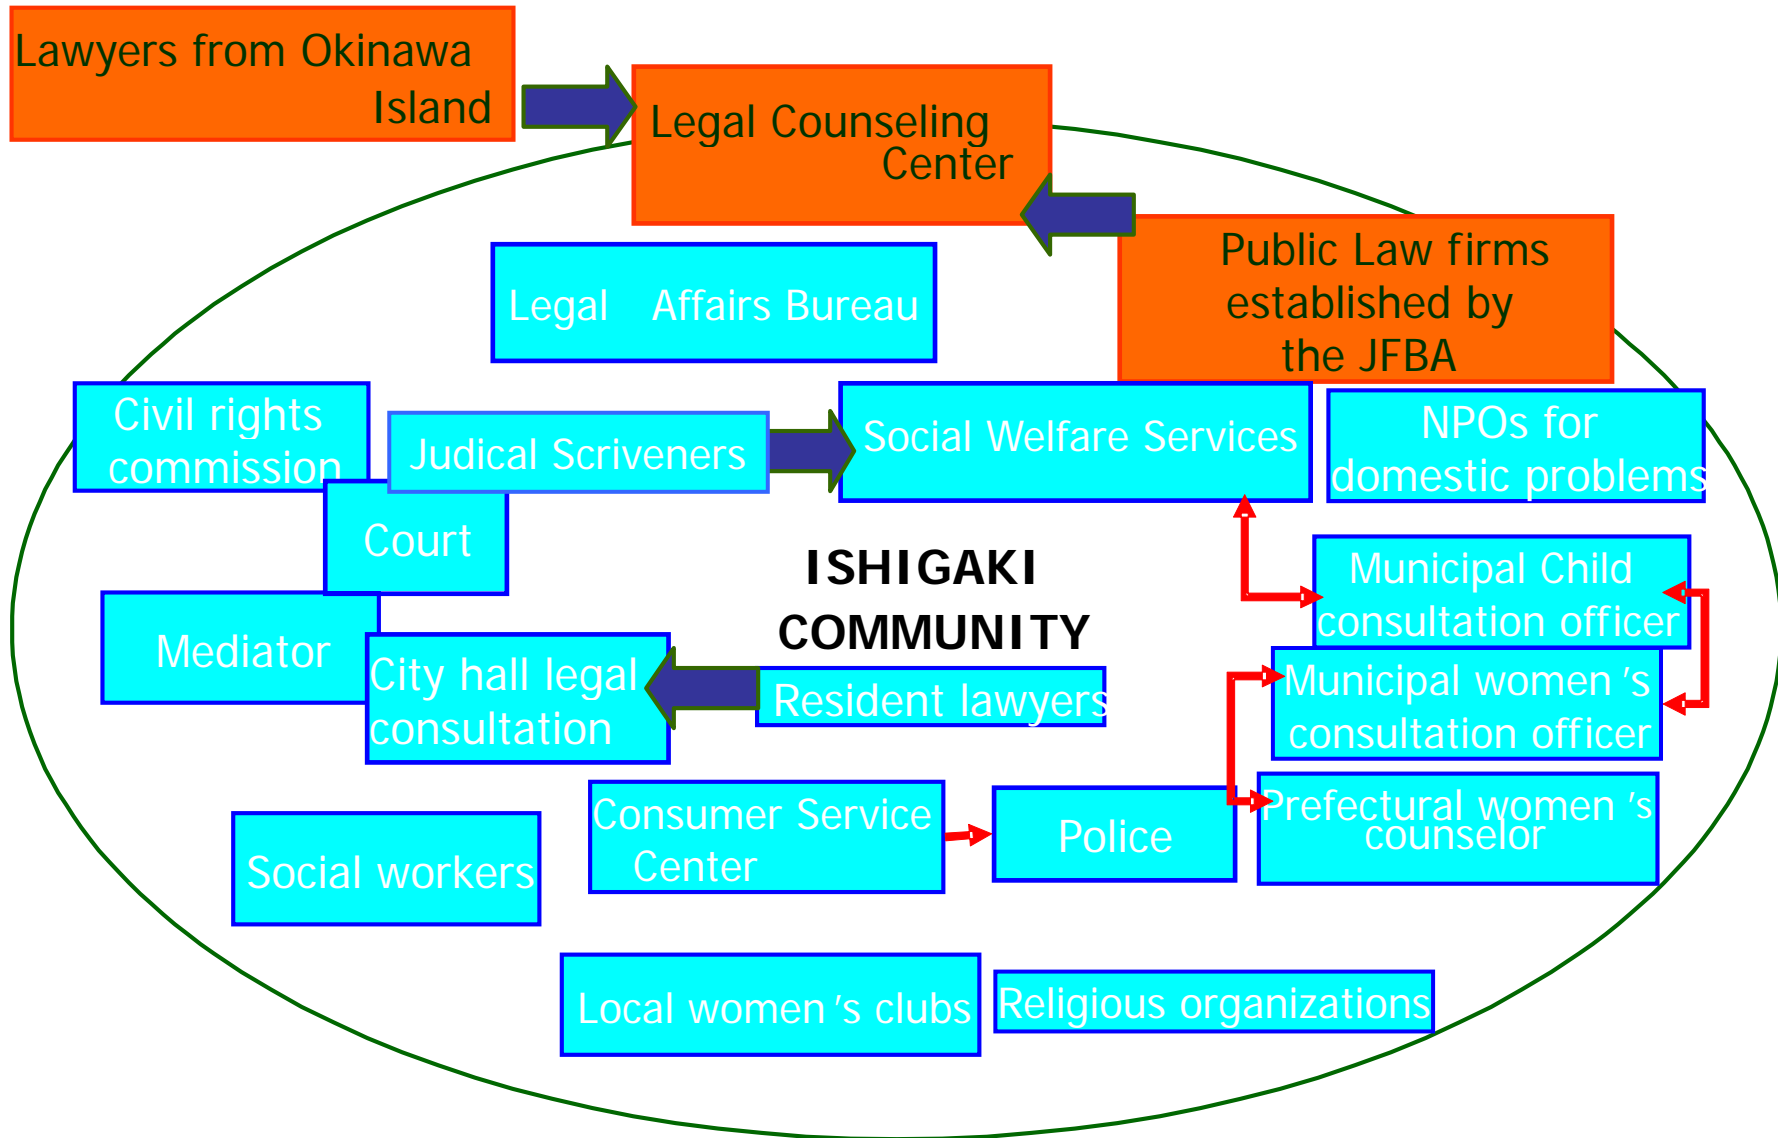 Lawyers from Okinawa
Island
Legal Counseling
Center
Public Law firms
established by
the JFBA
Legal Affairs Bureau
Civil rights
commission
Judical Scriveners
Social Welfare Services
NPOs for
domestic problems
Court
ISHIGAKI
COMMUNITY
Municipal Child
consultation officer
Mediator
City hall legal
consultation
Resident lawyers
Municipal women's
consultation officer
Consumer Service
Center
Police
Prefectural women's
counselor
Social workers
Local women's clubs
Religious organizations